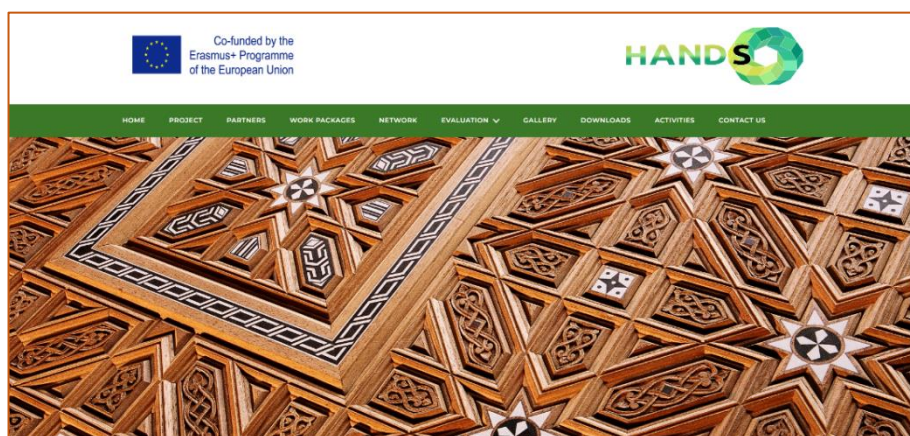 Co-funded by the
Erasmus+ Programme
of the European Union
HANDS
HOME PROJECT PARTNERS WORK PACKAGES NETWORK EVALUATION GALLERY DOWNLOADS ACTIVITIES CONTACT US